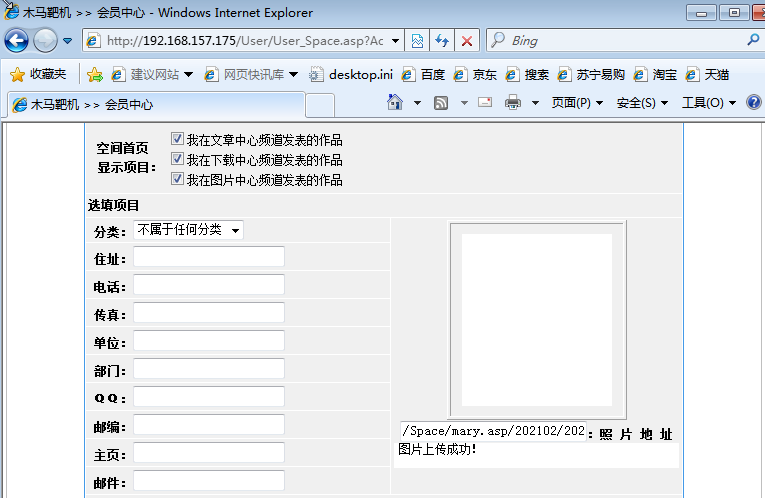 木马靶机 >> 会员中心 - Windows Internet Explorer
http://192.168.157.175/User/User_Space.asp?Ac
Bing
收藏夹 建议网站 网页快讯库 desktop.ini 百度 京东 搜索 苏宁易购 淘宝 天猫
木马靶机 >> 会员中心
页面(P) 安全(S) 工具(O)
空间首页
显示项目：
我在文章中心频道发表的作品
我在下载中心频道发表的作品
我在图片中心频道发表的作品
选填项目
分类： 不属于任何分类
住址：
电话：
传真：
单位：
部门：
QQ：
邮编：
主页：
邮件：
/Space/mary.asp/202102/202 ：照 片 地 址
图片上传成功！